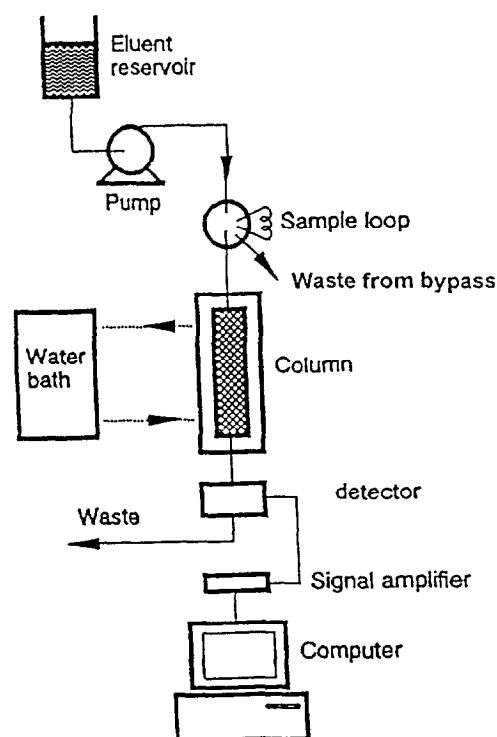 Eluent
reservoir
Pump
Sample loop
Waste from bypass
Water
bath
Column
detector
Waste
Signal amplifier
Computer